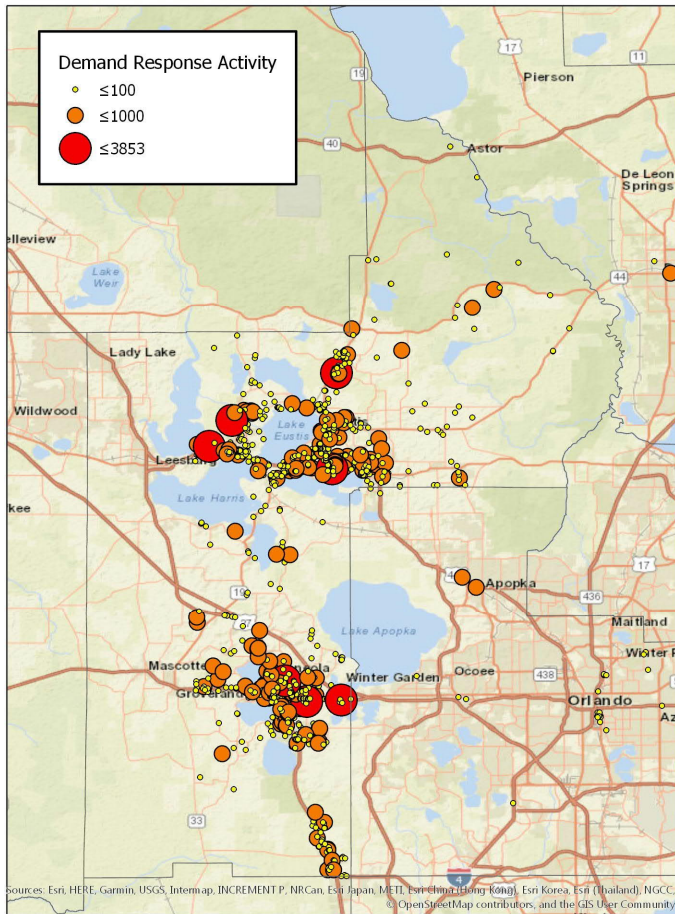 Demand Response Activity
≤100
≤1000
≤3853
17
11
19
Pierson
40
Astor
De Leon
Springs
elleview
44
Lake
Weir
Lady Lake
Wildwood
Lake
Eustis
Leesburg
Lake Harris
kee
17
19
Apopka
436
27
Lake Apopka
Maitland
Winter P
Mascotte
Ocoee
438
Winter Garden
Groveland
Orlando
Az
33
4
Sources: Esri, HERE, Garmin, USGS, Intermap, INCREMENT P, NRCan, Esri Japan, METI, Esri China (Hong Kong), Esri Korea, Esri (Thailand), NGCC,
© OpenStreetMap contributors, and the GIS User Community